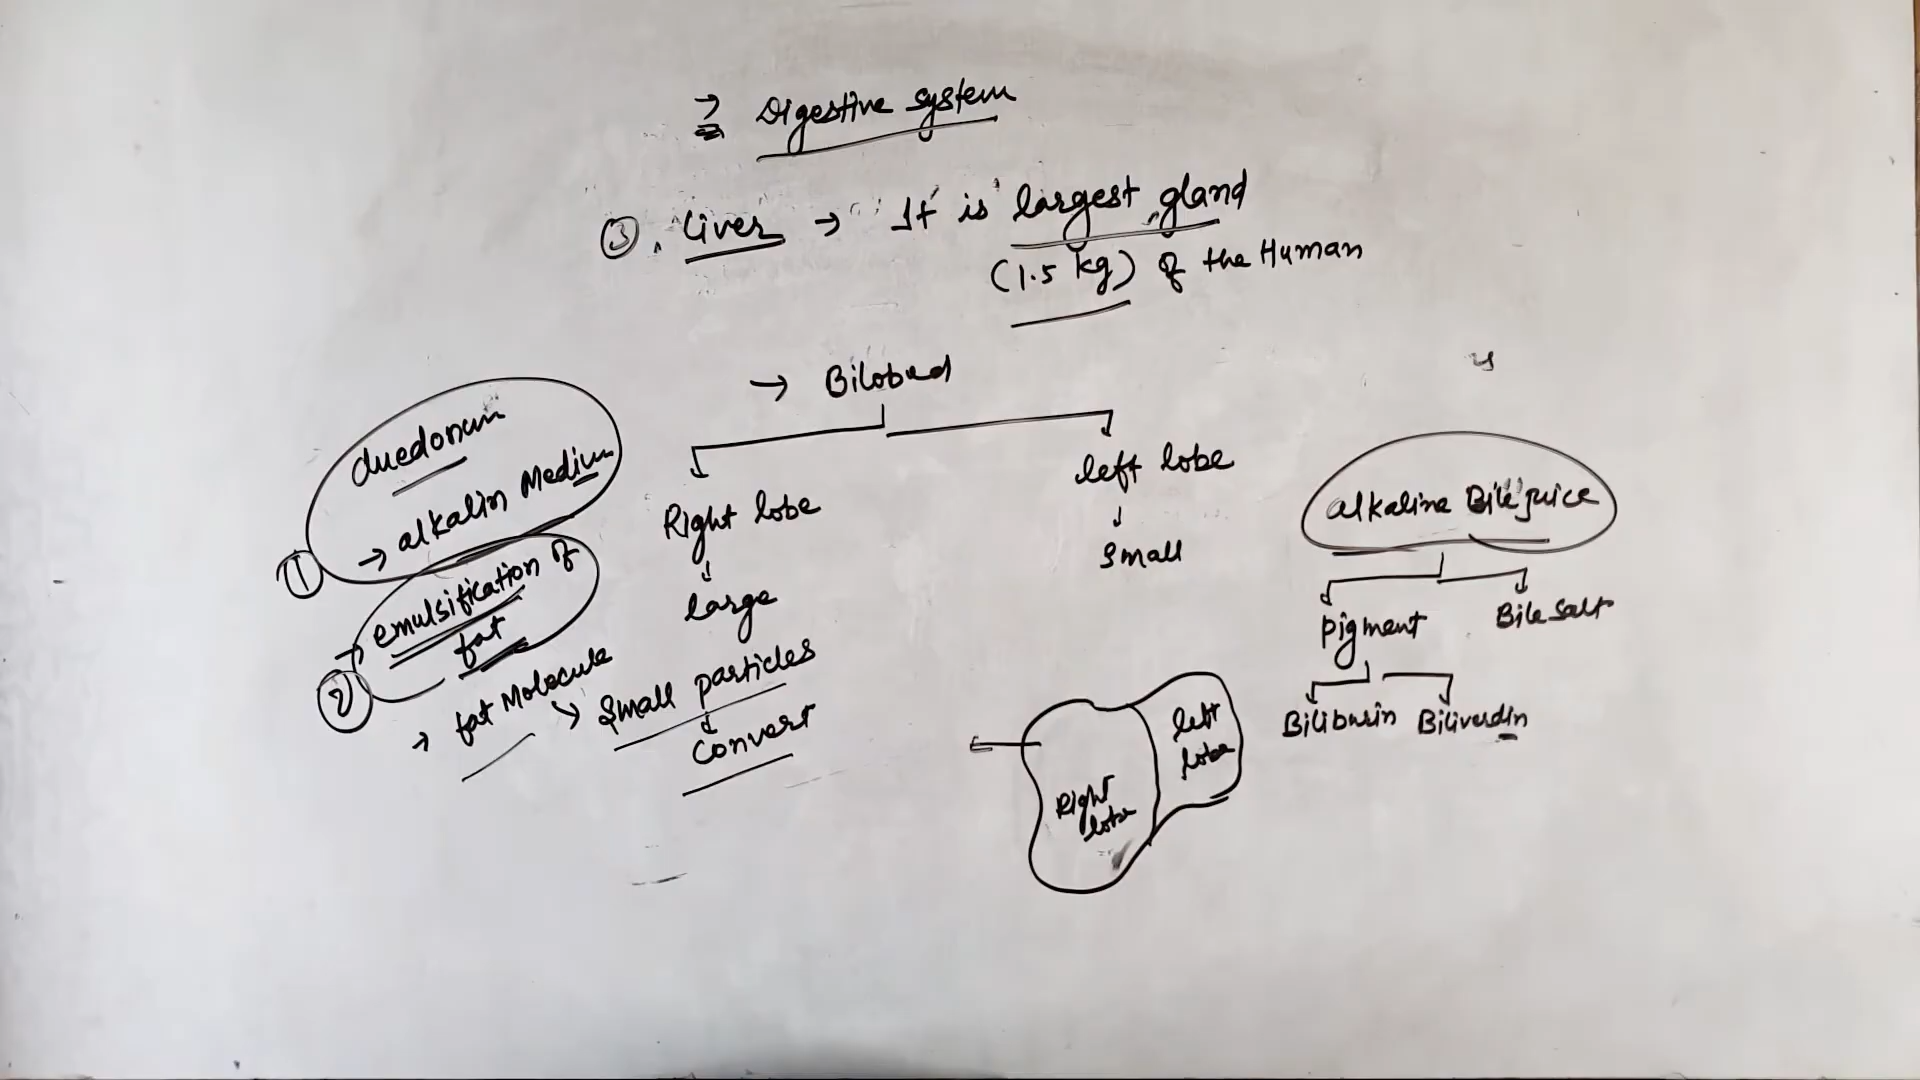 → Digestive system
③. Liver → It is largest gland
(1.5 kg) of the Human
→ Bilobed
Right lobe
↓
large
left lobe
↓
small
duedonum
① → alkalin Medium
② → emulsification of
fat
→ fat Molecule → Small particles
↓
Convert
alkaline Bile juice
pigment
Bile Salt
Biliburin Biliverdin
Right
lobe
left
lobe